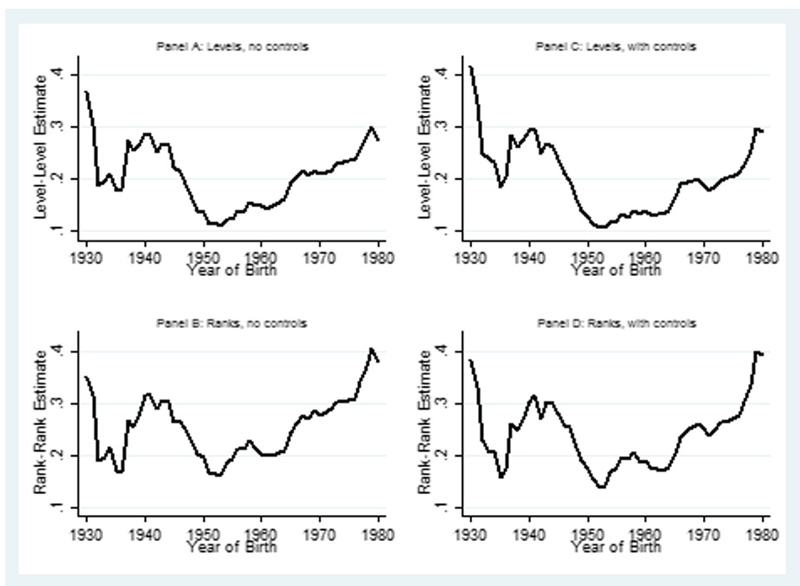 Panel A: Levels, no controls
Level-Level Estimate
.4
.3
.2
.1
1930 1940 1950 1960 1970 1980
Year of Birth
Panel C: Levels, with controls
Level-Level Estimate
.4
.3
.2
.1
1930 1940 1950 1960 1970 1980
Year of Birth
Panel B: Ranks, no controls
Rank-Rank Estimate
.4
.3
.2
.1
1930 1940 1950 1960 1970 1980
Year of Birth
Panel D: Ranks, with controls
Rank-Rank Estimate
.4
.3
.2
.1
1930 1940 1950 1960 1970 1980
Year of Birth